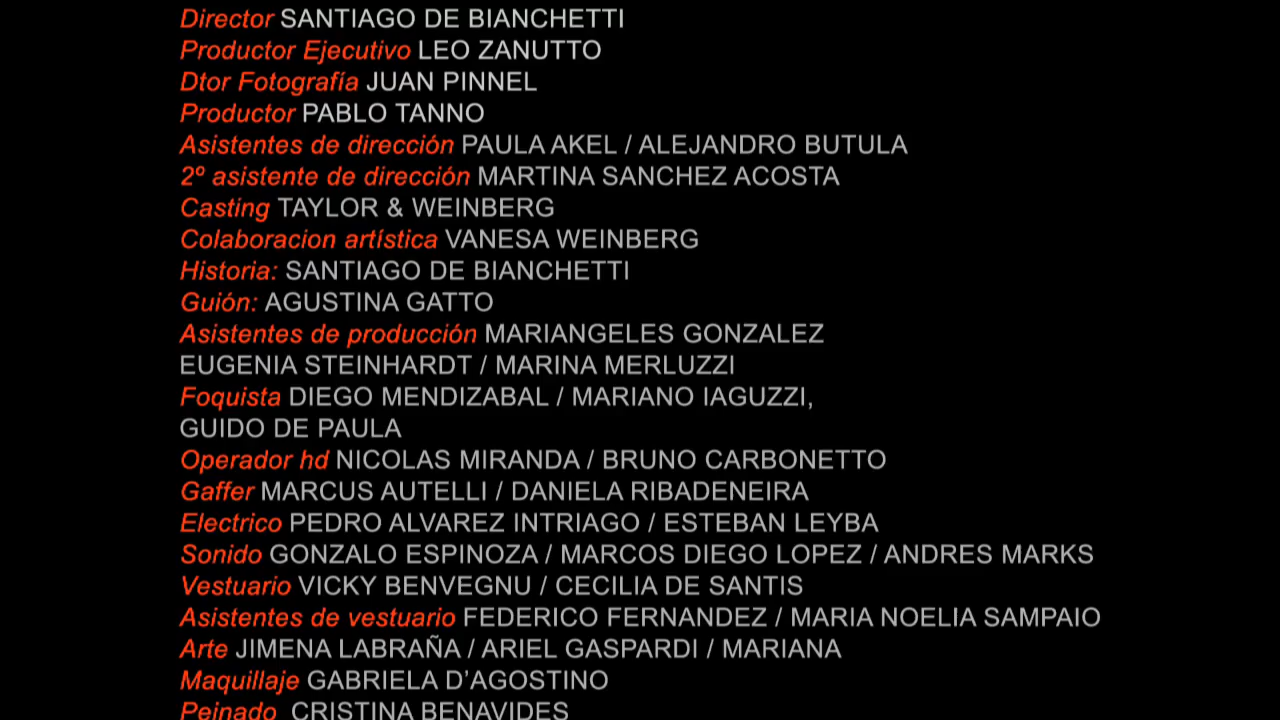 Director SANTIAGO DE BIANCHETTI
Productor Ejecutivo LEO ZANUTTO
Dtor Fotografía JUAN PINNEL
Productor PABLO TANNO
Asistentes de dirección PAULA AKEL / ALEJANDRO BUTULA
2º asistente de dirección MARTINA SANCHEZ ACOSTA
Casting TAYLOR & WEINBERG
Colaboracion artística VANESA WEINBERG
Historia: SANTIAGO DE BIANCHETTI
Guión: AGUSTINA GATTO
Asistentes de producción MARIANGELES GONZALEZ
EUGENIA STEINHARDT / MARINA MERLUZZI
Foquista DIEGO MENDIZABAL / MARIANO IAGUZZI,
GUIDO DE PAULA
Operador hd NICOLAS MIRANDA / BRUNO CARBONETTO
Gaffer MARCUS AUTELLI / DANIELA RIBADENEIRA
Electrico PEDRO ALVAREZ INTRIAGO / ESTEBAN LEYBA
Sonido GONZALO ESPINOZA / MARCOS DIEGO LOPEZ / ANDRES MARKS
Vestuario VICKY BENVEGNU / CECILIA DE SANTIS
Asistentes de vestuario FEDERICO FERNANDEZ / MARIA NOELIA SAMPAIO
Arte JIMENA LABRAÑA / ARIEL GASPARDI / MARIANA
Maquillaje GABRIELA D’AGOSTINO
Peinado CRISTINA BENAVIDES